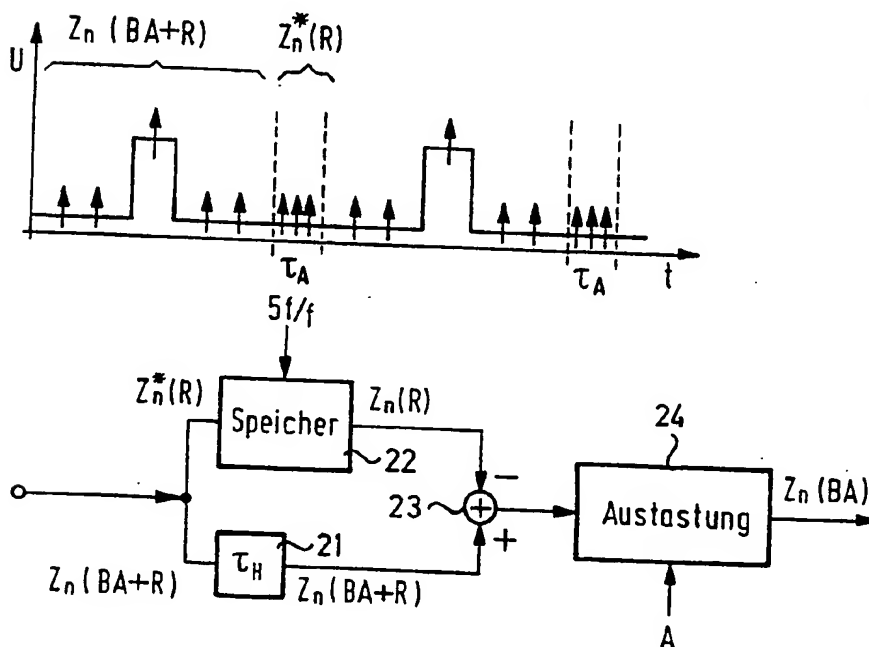 U
Zn (BA+R)
Zn*(R)
τA
τA
t
5f/f
Zn*(R)
Speicher
22
Zn(R)
−
23
+
+
24
Austastung
Zn(BA)
A
Zn(BA+R)
τH
21
Zn(BA+R)